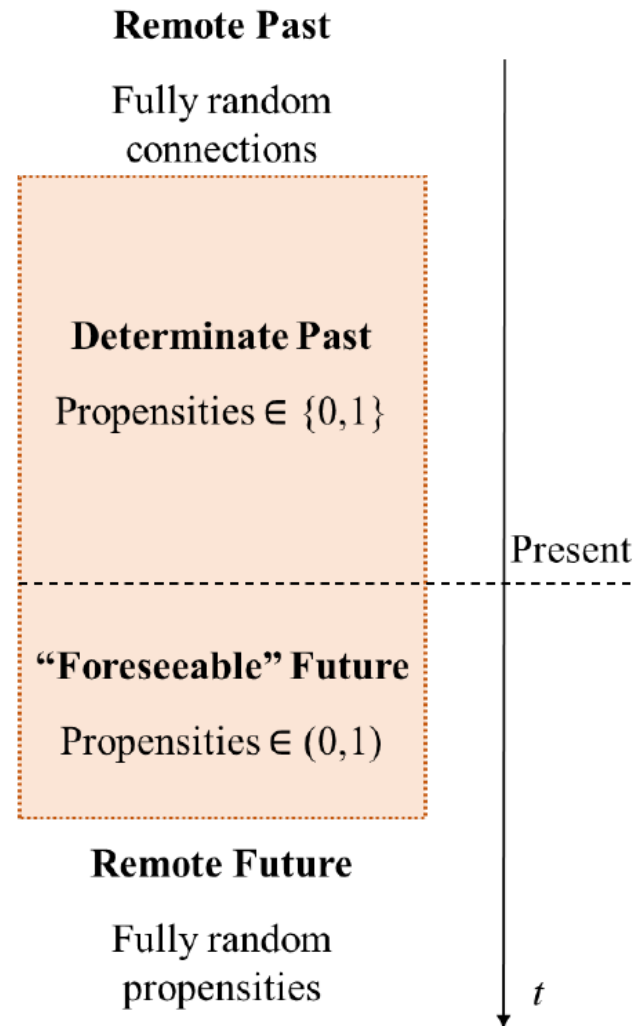 Remote Past
Fully random
connections
Determinate Past
Propensities ∈ {0,1}
Present
“Foreseeable” Future
Propensities ∈ (0,1)
Remote Future
Fully random
propensities
t